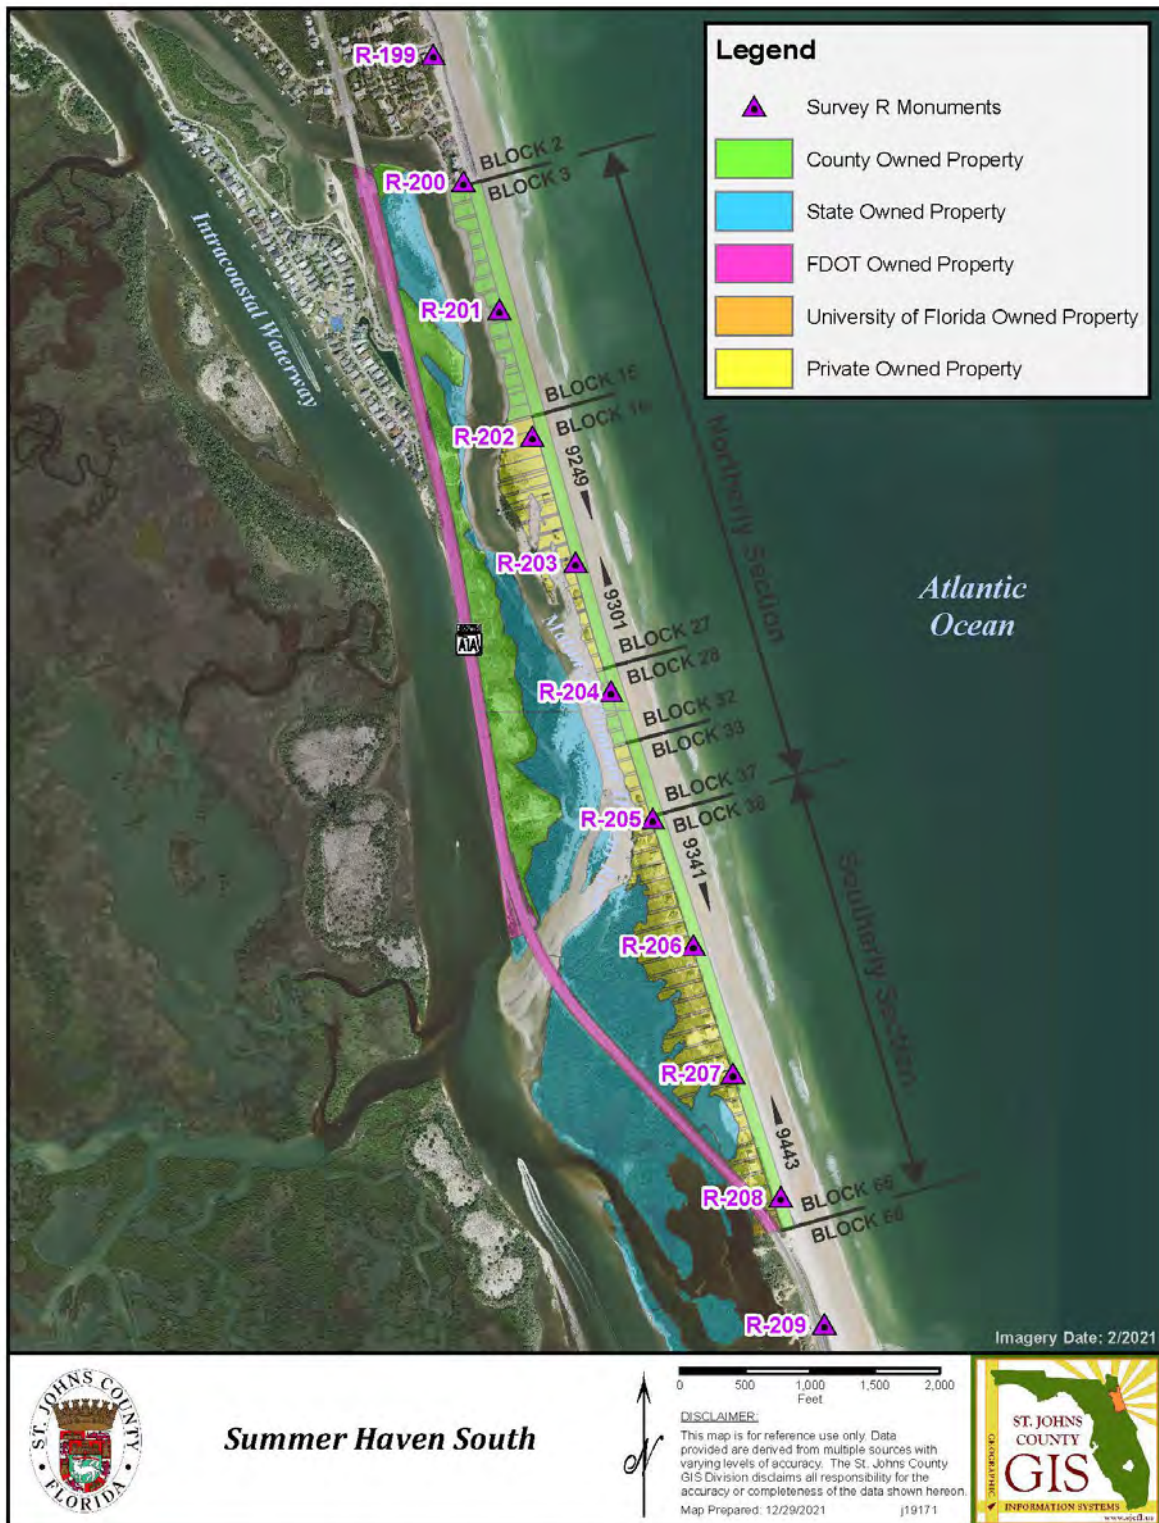 Legend
Survey R Monuments
County Owned Property
State Owned Property
FDOT Owned Property
University of Florida Owned Property
Private Owned Property
R-199
R-200
BLOCK 2
BLOCK 3
Intracoastal Waterway
R-201
BLOCK 15
BLOCK 16
R-202
9249
Northerly Section
R-203
9301
Atlantic
Ocean
A1A
BLOCK 27
BLOCK 28
R-204
BLOCK 32
BLOCK 33
BLOCK 37
BLOCK 38
R-205
9341
Southerly Section
R-206
R-207
9443
R-208
BLOCK 65
BLOCK 66
R-209
Imagery Date: 2/2021
ST. JOHNS COUNTY
FLORIDA
Summer Haven South
N
0 500 1,000 1,500 2,000
Feet
DISCLAIMER:
This map is for reference use only. Data
provided are derived from multiple sources with
varying levels of accuracy. The St. Johns County
GIS Division disclaims all responsibility for the
accuracy or completeness of the data shown hereon.
Map Prepared: 12/29/2021 j19171
ST. JOHNS
COUNTY
GIS
GEOGRAPHIC
INFORMATION SYSTEMS
www.sjcfl.us